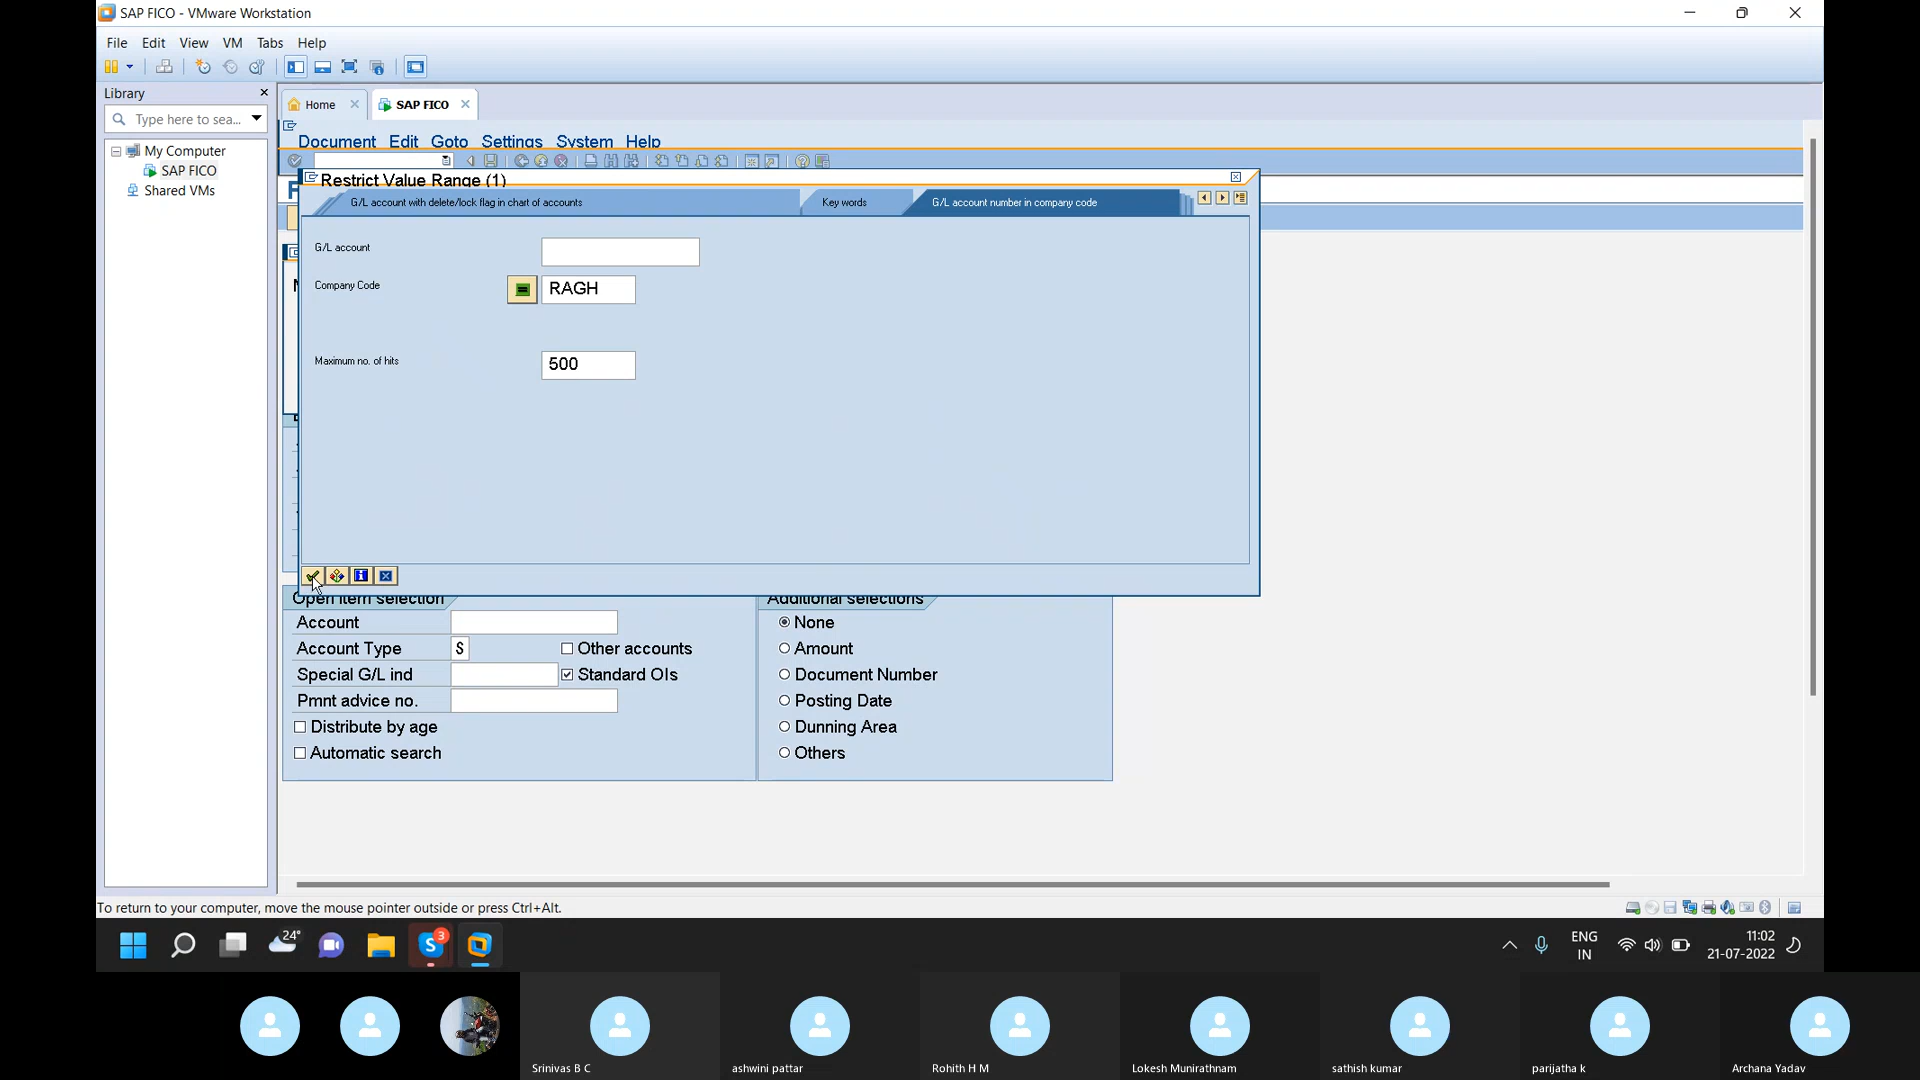 SAP FICO - VMware Workstation
File Edit View VM Tabs Help
Library
Home
SAP FICO
Type here to sea...
Document Edit Goto Settings System Help
My Computer
SAP FICO
Shared VMs
Restrict Value Range (1)
G/L account with delete/lock flag in chart of accounts
Key words
G/L account number in company code
G/L account
Company Code
RAGH
Maximum no. of hits
500
Open item selection
Additional selections
Account
None
Account Type S
Other accounts
Amount
Special G/L ind
Standard OIs
Document Number
Pmnt advice no.
Posting Date
Distribute by age
Dunning Area
Automatic search
Others
To return to your computer, move the mouse pointer outside or press Ctrl+Alt.
24°
3
ENG
IN
11:02
21-07-2022
Srinivas B C
ashwini pattar
Rohith H M
Lokesh Munirathnam
sathish kumar
parijatha k
Archana Yadav